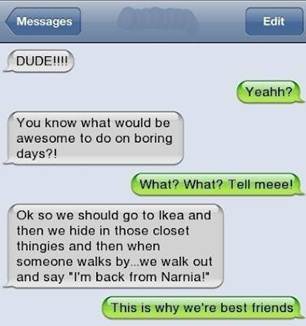 Messages
Edit
DUDE!!!!
Yeahh?
You know what would be
awesome to do on boring
days?!
What? What? Tell meee!
Ok so we should go to Ikea and
then we hide in those closet
thingies and then when
someone walks by...we walk out
and say "I'm back from Narnia!"
This is why we're best friends